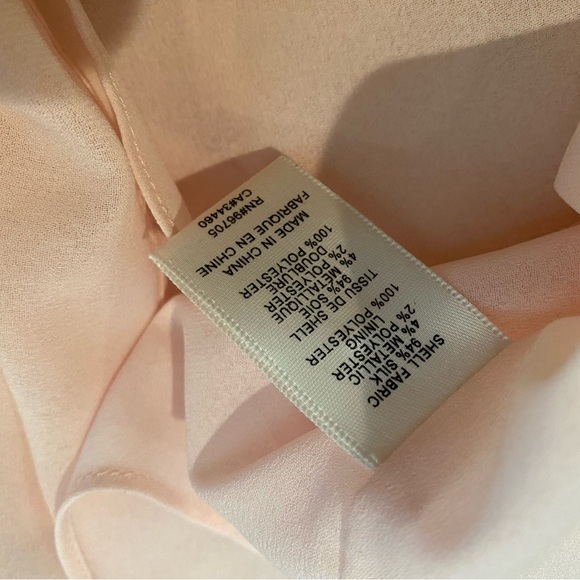 SHELL FABRIC
94% SILK
4% METALLIC
2% POLYESTER
LINING
100% POLYESTER
TISSU DE SHELL
94% SOIE
4% METALLIQUE
2% POLYESTER
DOUBLURE
100% POLYESTER
MADE IN CHINA
FABRIQUE EN CHINE
RN#96705
CA#34460